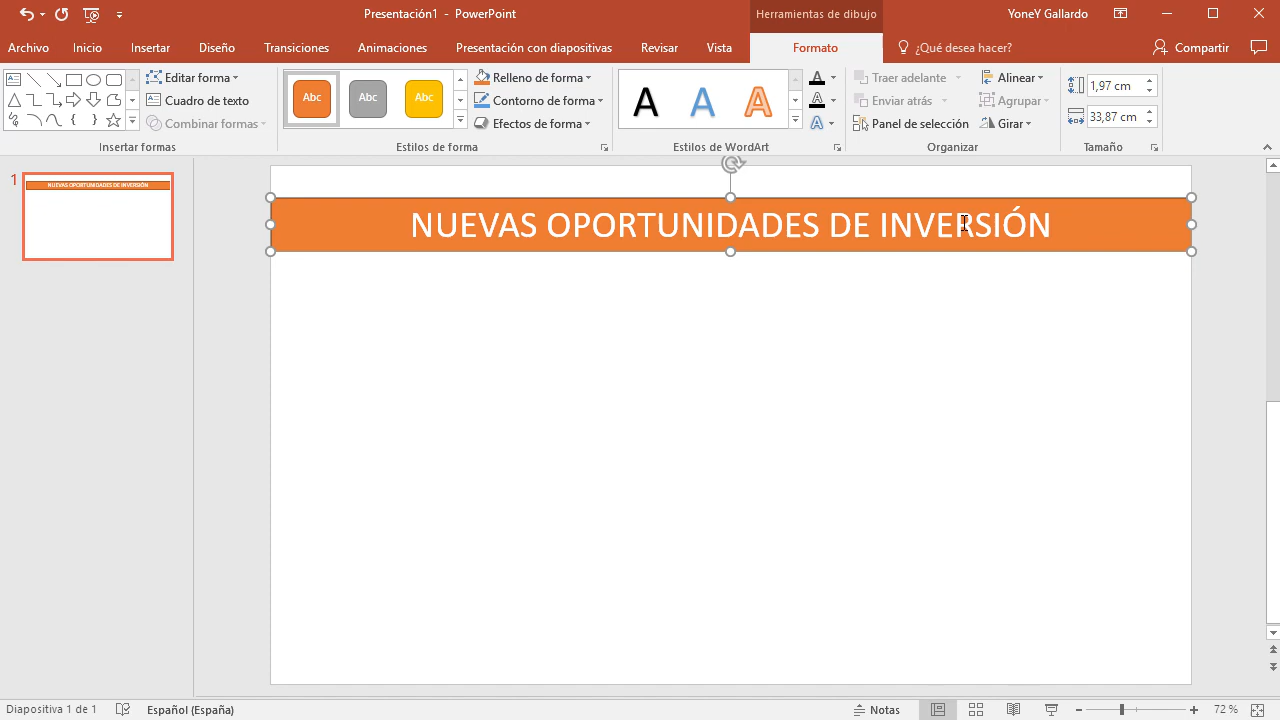 Presentación1 - PowerPoint
Herramientas de dibujo
YoneY Gallardo
Archivo Inicio Insertar Diseño Transiciones Animaciones Presentación con diapositivas Revisar Vista Formato ¿Qué desea hacer? Compartir
Editar forma
Cuadro de texto
Combinar formas
Insertar formas
Abc Abc Abc
Relleno de forma
Contorno de forma
Efectos de forma
Estilos de forma
A A A
A
A
A
Estilos de WordArt
Traer adelante
Enviar atrás
Panel de selección
Alinear
Agrupar
Girar
Organizar
1,97 cm
33,87 cm
Tamaño
1
NUEVAS OPORTUNIDADES DE INVERSIÓN
NUEVAS OPORTUNIDADES DE INVERSIÓN
Diapositiva 1 de 1 Español (España) Notas 72 %